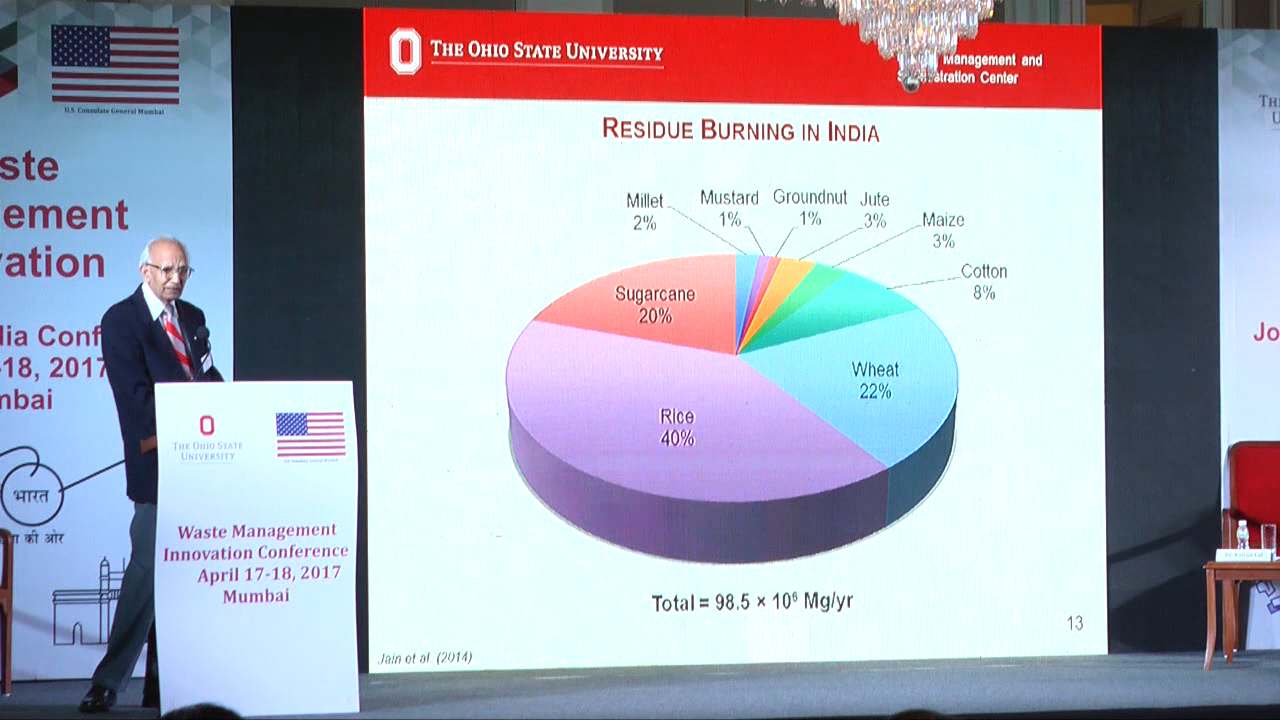 U.S. Consulate General Mumbai
ste
ement
ation
dia Conf
-18, 2017
mbai
भारत
की ओर
THE OHIO STATE UNIVERSITY
Management and
Center
RESIDUE BURNING IN INDIA
Millet
2%
Mustard
1%
Groundnut
1%
Jute
3%
Maize
3%
Cotton
8%
Sugarcane
20%
Wheat
22%
Rice
40%
Total = 98.5 × 10⁶ Mg/yr
13
Jain et al. (2014)
THE OHIO STATE
UNIVERSITY
Waste Management
Innovation Conference
April 17-18, 2017
Mumbai
TH
U
Jo